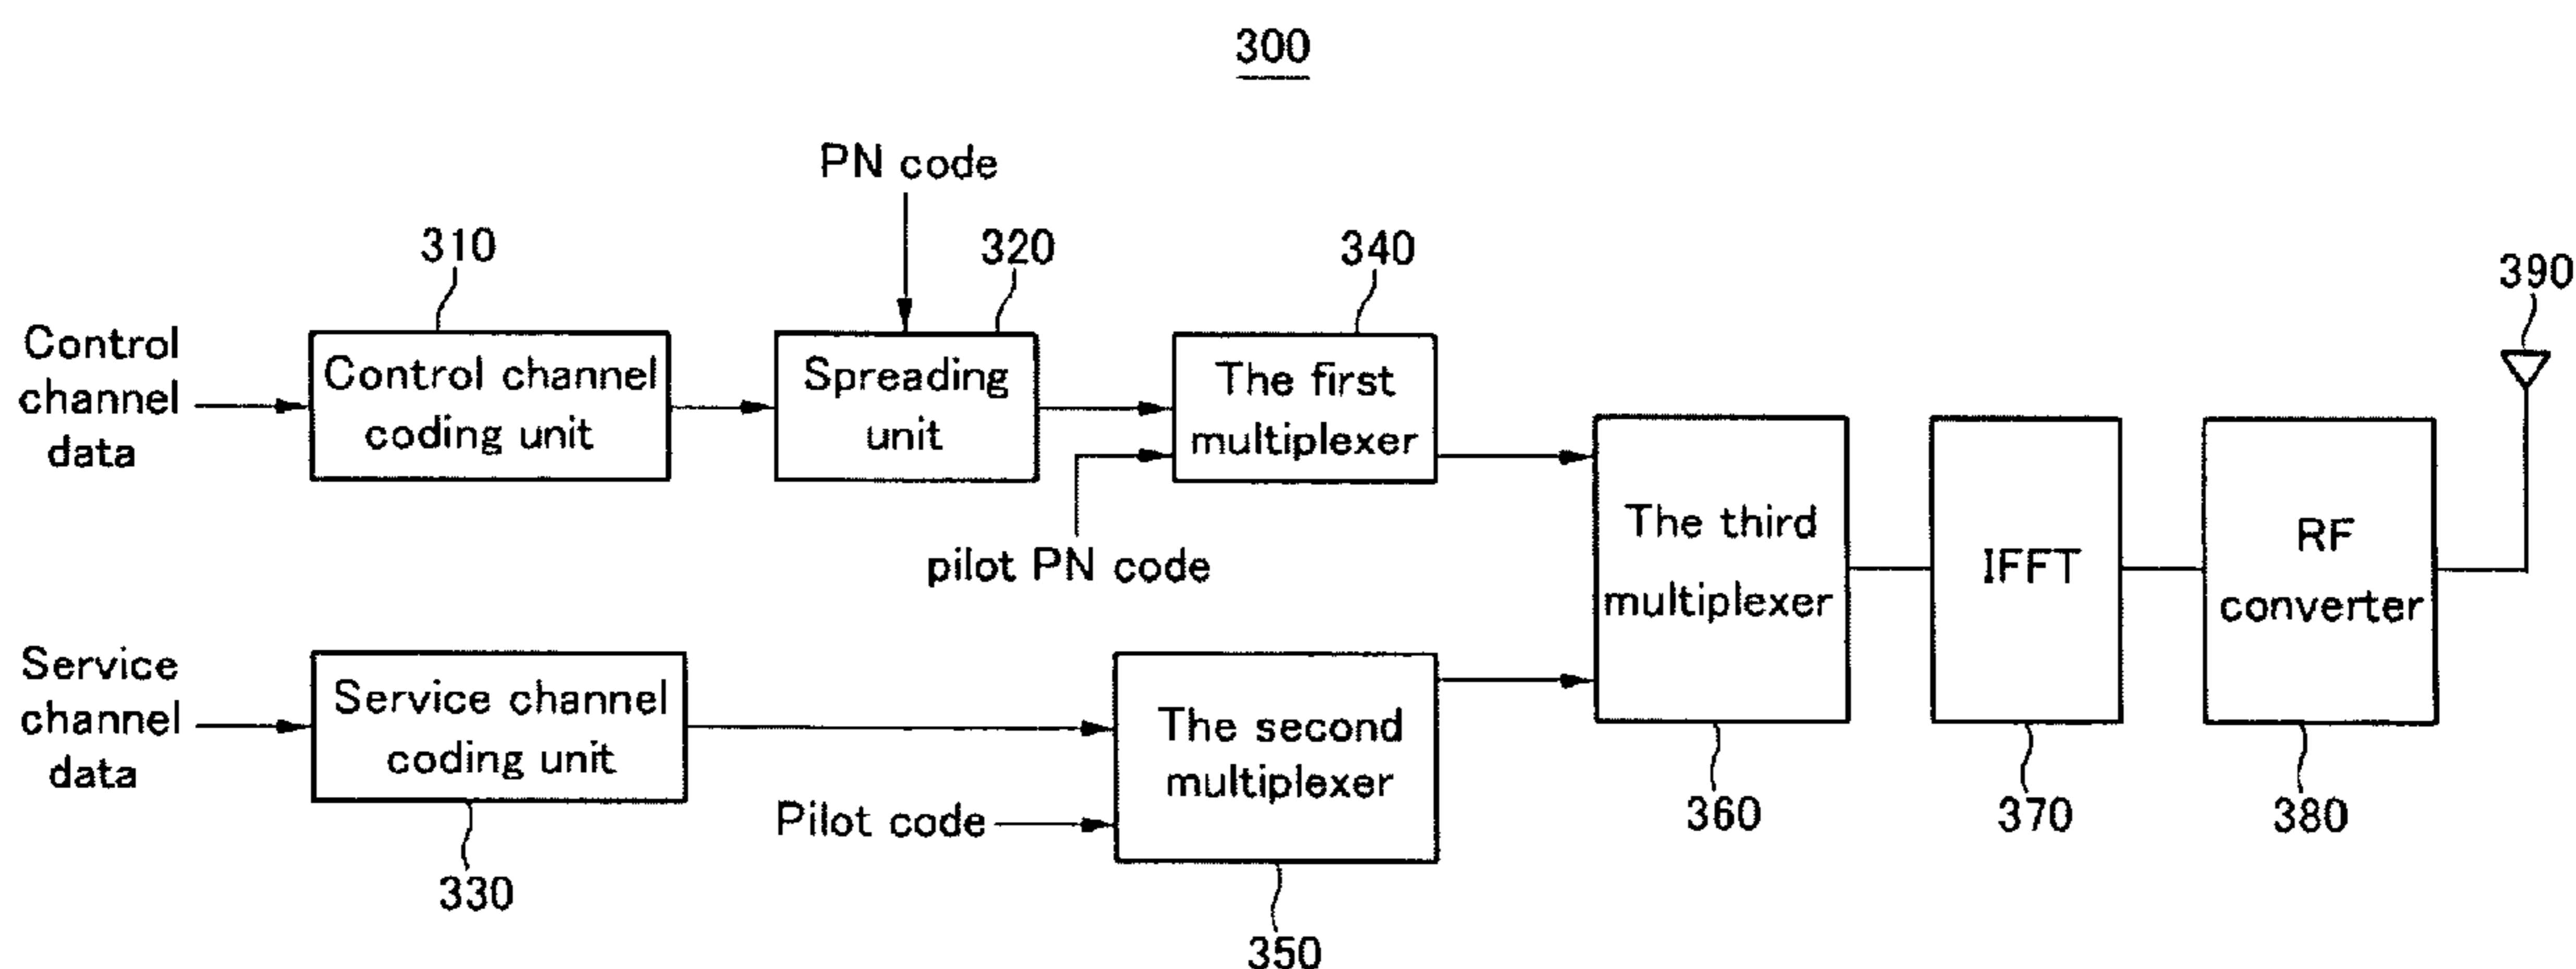 300
PN code
310
320
340
390
Control
channel
data
Control channel
coding unit
Spreading
unit
The first
multiplexer
pilot PN code
The third
multiplexer
IFFT
RF
converter
Service
channel
data
Service channel
coding unit
The second
multiplexer
Pilot code
330
350
360
370
380